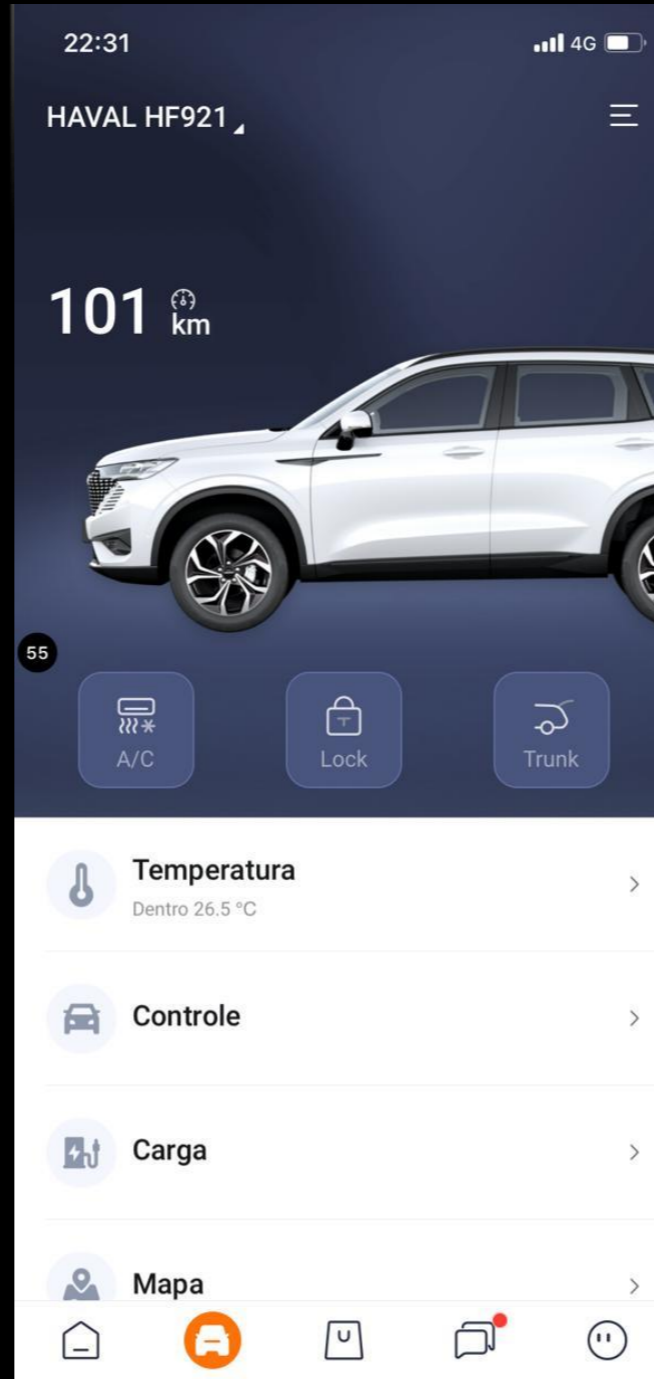 22:31
4G
HAVAL HF921
101 km
55
A/C
Lock
Trunk
Temperatura
Dentro 26.5 °C
Controle
Carga
Mapa